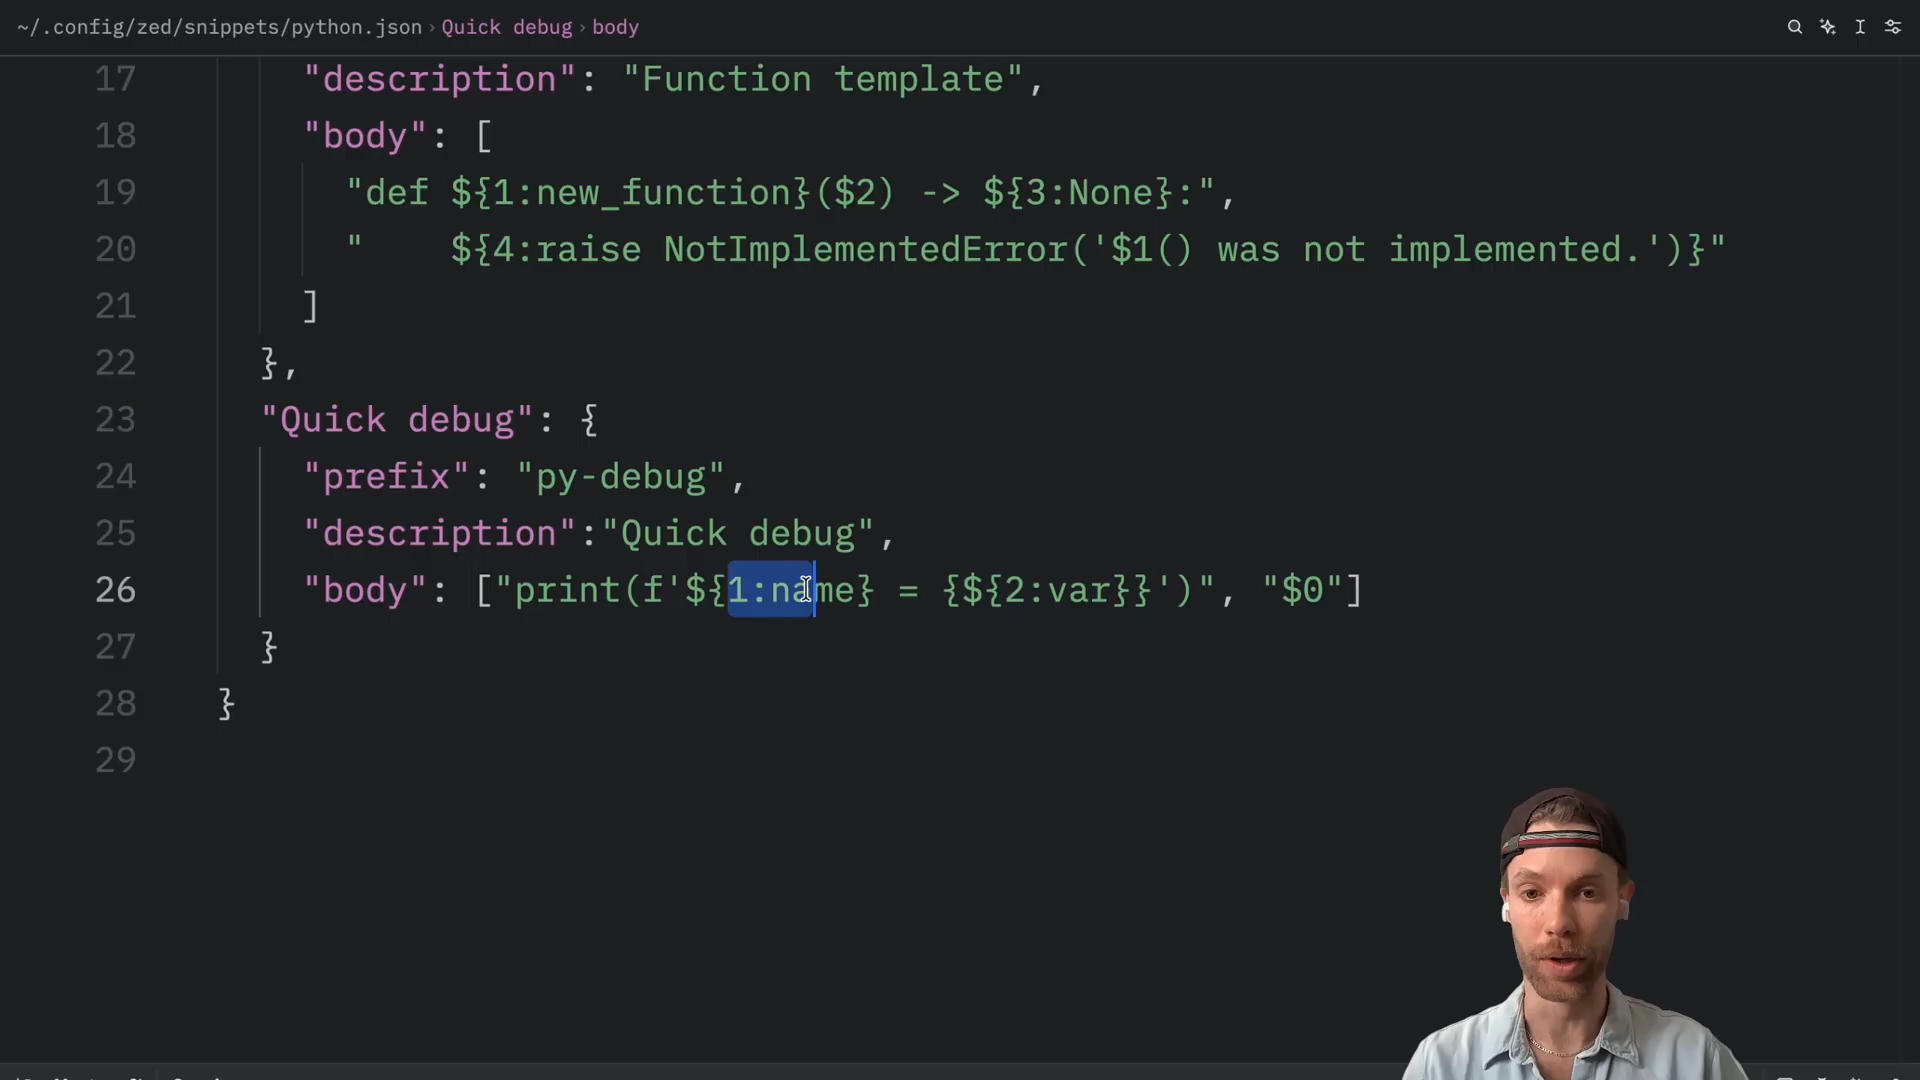 ~/.config/zed/snippets/python.json › Quick debug › body
17 "description": "Function template",
18 "body": [
19 "def ${1:new_function}($2) -> ${3:None}:",
20 "    ${4:raise NotImplementedError('$1() was not implemented.')}"
21 ]
22 },
23 "Quick debug": {
24 "prefix": "py-debug",
25 "description":"Quick debug",
26 "body": ["print(f'${1:name} = {${2:var}}')", "$0"]
27 }
28 }
29